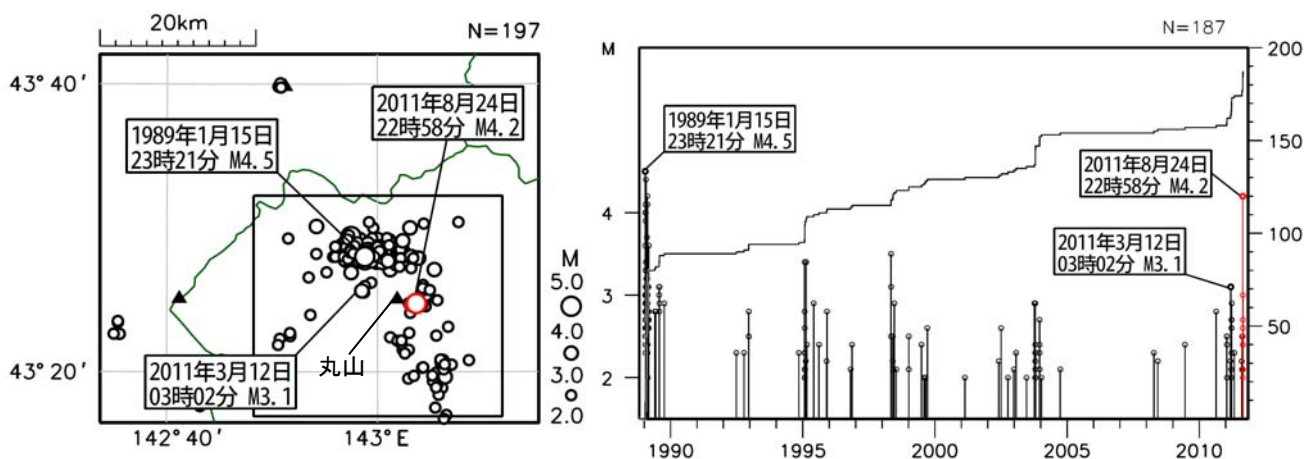 20km
N=197
43° 40′
2011年8月24日
22時58分 M4.2
1989年1月15日
23時21分 M4.5
丸山
2011年3月12日
03時02分 M3.1
43° 20′
142° 40′
143° E
M
5.0
4.0
3.0
2.0
M
N=187
200
1989年1月15日
23時21分 M4.5
150
2011年8月24日
22時58分 M4.2
4
100
2011年3月12日
03時02分 M3.1
3
50
2
1990
1995
2000
2005
2010